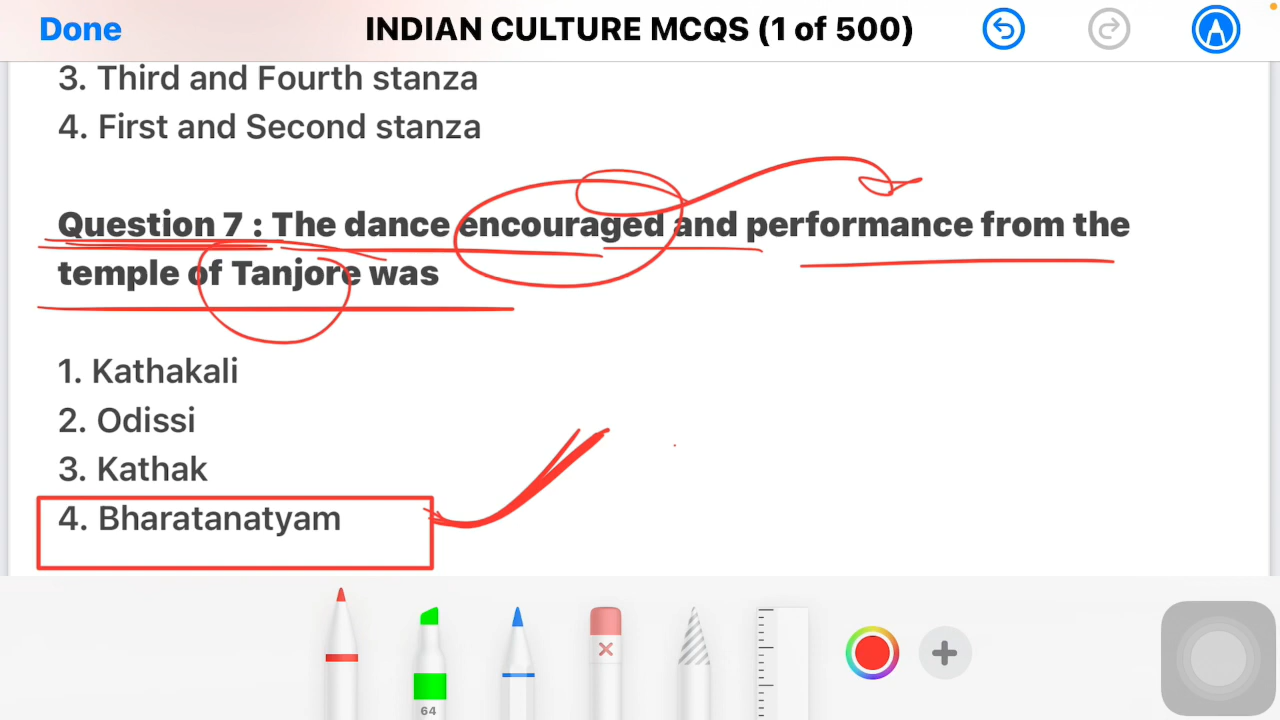 Done
INDIAN CULTURE MCQS (1 of 500)
3. Third and Fourth stanza
4. First and Second stanza
Question 7 : The dance encouraged and performance from the
temple of Tanjore was
1. Kathakali
2. Odissi
3. Kathak
4. Bharatanatyam
64